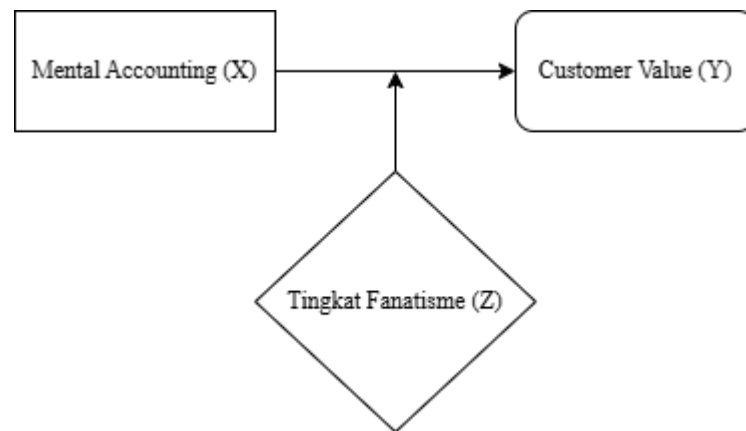 Mental Accounting (X)
Customer Value (Y)
Tingkat Fanatisme (Z)